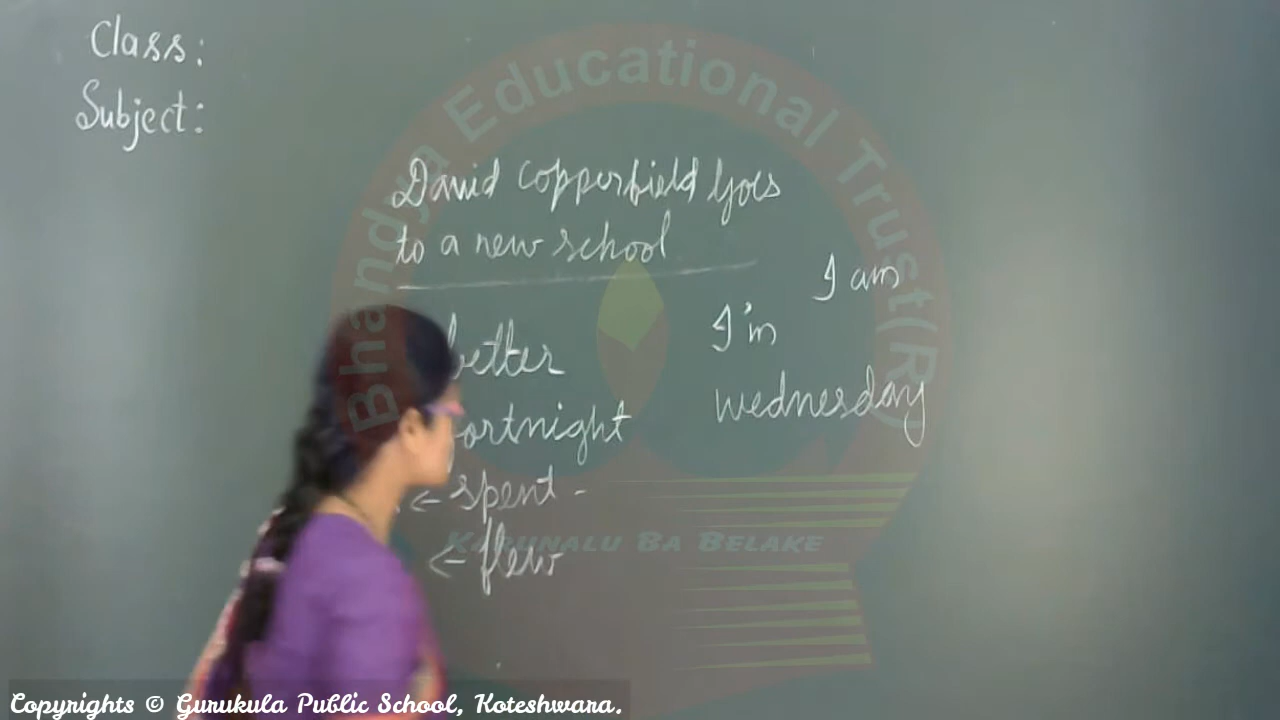 Class:
Subject:
David Copperfield Goes
to a new school
better
ortnight
← spent -
← flew
I am
I'm
wednesday
Bhandya Educational Trust(R)
KARUNALU BA BELAKE
Copyrights © Gurukula Public School, Koteshwara.